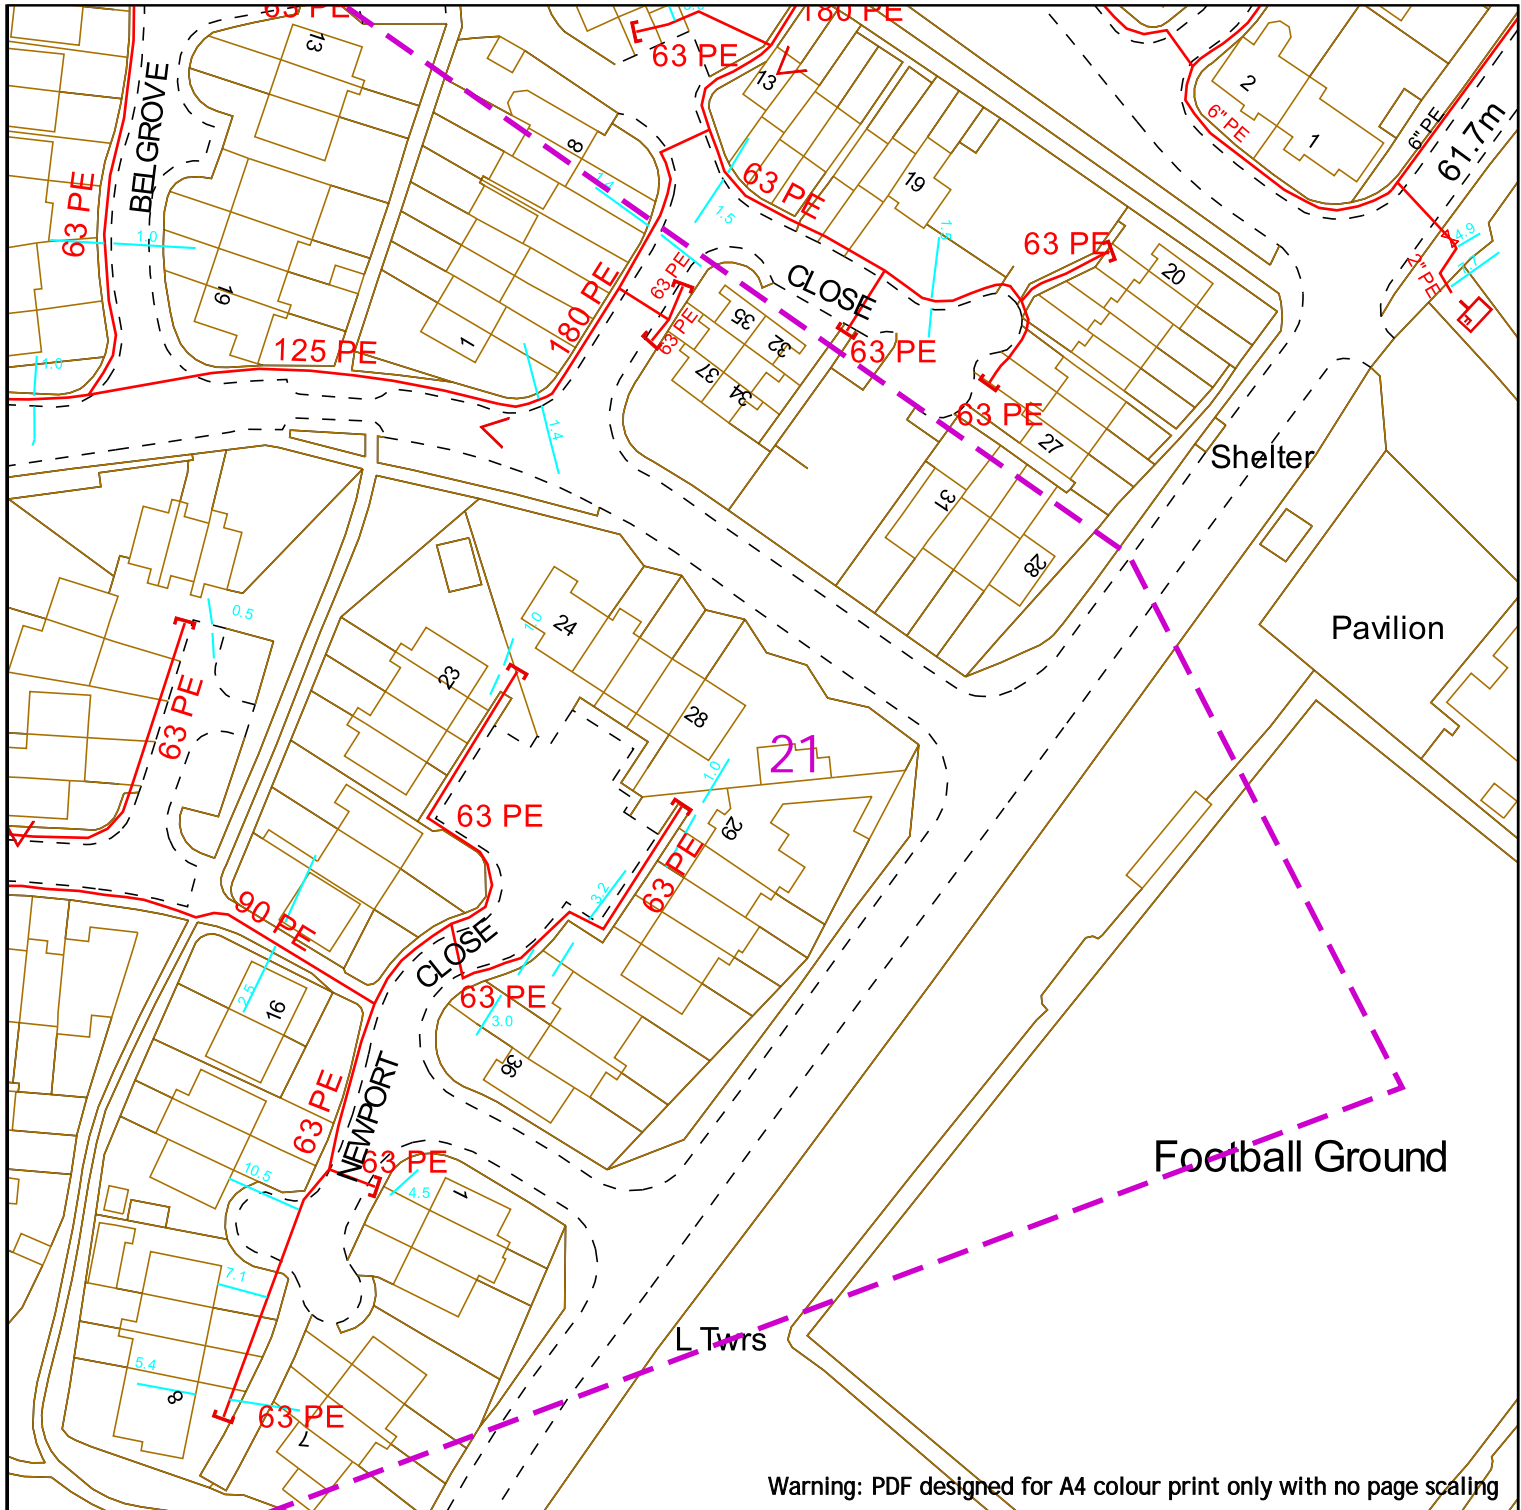 63 PE
180 PE
63 PE
13
13
2
1
6" PE
6" PE
61.7m
BELGROVE
8
1.4
63 PE
1.5
19
1.5
63 PE
4.9
1.7
2" PE
63 PE
1.0
19
180 PE
63 PE
63 PE
CLOSE
20
35
32
37
34
63 PE
125 PE
1
1.0
1.4
63 PE
27
31
28
Shelter
Pavilion
0.5
24
1.0
23
28
21
1.0
63 PE
63 PE
29
63 PE
3.2
90 PE
CLOSE
63 PE
3.0
2.5
16
36
63 PE
NEWPORT
63 PE
10.5
4.5
1
Football Ground
7.1
L Twrs
5.4
8
63 PE
7
Warning: PDF designed for A4 colour print only with no page scaling